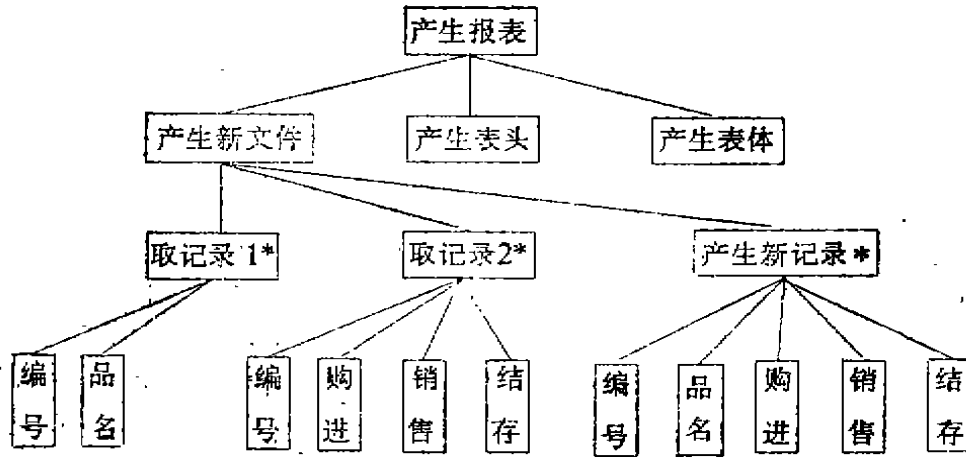 产生报表
产生新文件
产生表头
产生表体
取记录1*
取记录2*
产生新记录*
编号
品名
编号
购进
销售
结存
编号
品名
购进
销售
结存